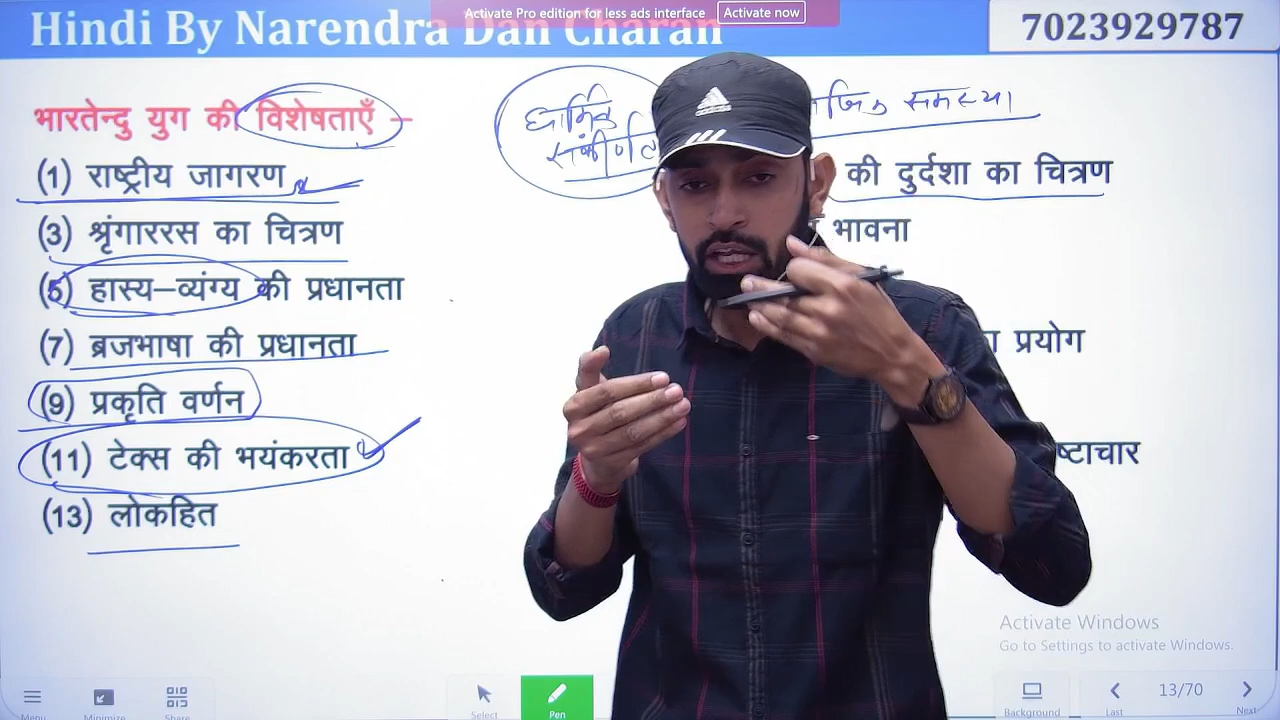 Activate Pro edition for less ads interface Activate now
Hindi By Narendra Dan Charan
7023929787
भारतेन्दु युग की विशेषताएँ –
धार्मिक
समस्या
(1) राष्ट्रीय जागरण
की दुर्दशा का चित्रण
(3) श्रृंगाररस का चित्रण
भावना
(5) हास्य–व्यंग्य की प्रधानता
(7) ब्रजभाषा की प्रधानता
प्रयोग
(9) प्रकृति वर्णन
(11) टेक्स की भयंकरता
ष्टाचार
(13) लोकहित
Activate Windows
Go to Settings to activate Windows.
Menu
Minimize
Share
Select
Pen
Background
Last
13/70
Next